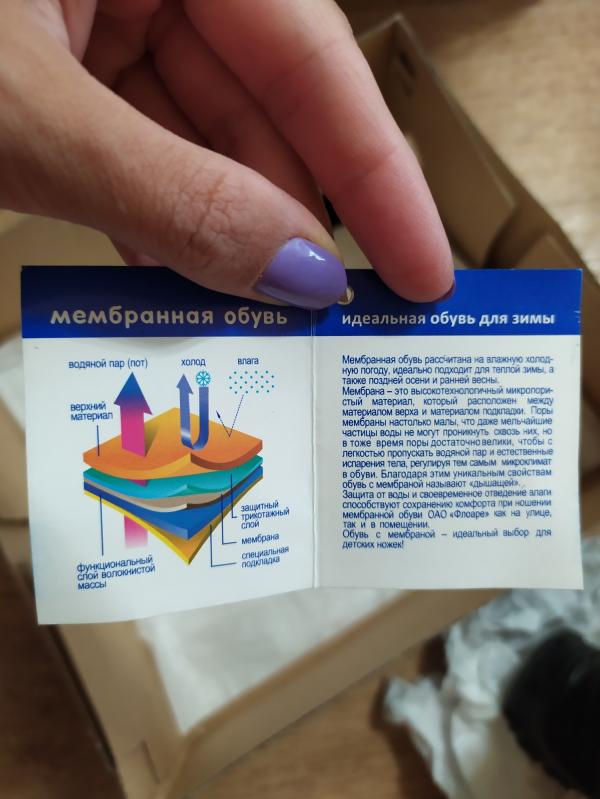 мембранная обувь
водяной пар (пот)
холод
влага
верхний
материал
защитный
трикотажный
слой
мембрана
специальная
подкладка
функциональный
слой волокнистой
массы
идеальная обувь для зимы
Мембранная обувь рассчитана на влажную холод-
ную погоду, идеально подходит для теплой зимы, а
также поздней осени и ранней весны.
Мембрана – это высокотехнологичный микропори-
стый материал, который расположен между
материалом верха и материалом подкладки. Поры
мембраны настолько малы, что даже мельчайшие
частицы воды не могут проникнуть сквозь них, но
в тоже время поры достаточно велики, чтобы с
легкостью пропускать водяной пар и естественные
испарения тела, регулируя тем самым микроклимат
в обуви. Благодаря этим уникальным свойствам
обувь с мембраной называют «дышащей».
Защита от воды и своевременное отведение влаги
способствуют сохранению комфорта при ношении
мембранной обуви ОАО «Флоаре» как на улице,
так и в помещении.
Обувь с мембраной – идеальный выбор для
детских ножек!